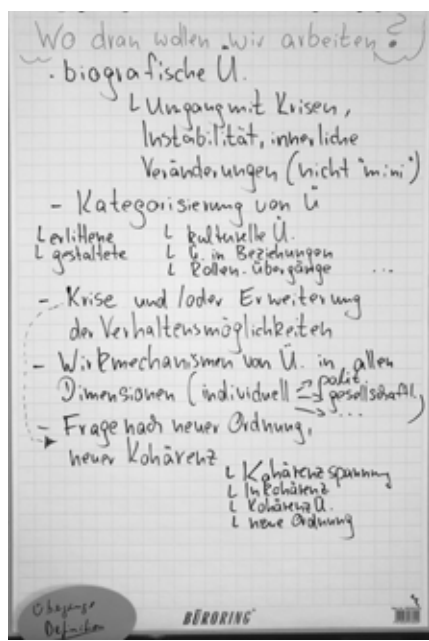 Wo dran wollen wir arbeiten?
· biografische Ü.
└ Umgang mit Krisen,
Instabilität, innerliche
Veränderungen (nicht "mini")
- Kategorisierung von Ü
└ erlittene
└ gestaltete
└ kulturelle Ü.
└ Ü. in Beziehungen
└ Rollen-übergänge ...
- Krise und/oder Erweiterung
der Verhaltensmöglichkeiten
- Wirkmechanismen von Ü. in allen
Dimensionen (individuell → polit.
→ gesellschaftl.
→ ... )
- Frage nach neuer Ordnung,
neuer Kohärenz
└ Kohärenzspannung
└ Inkohärenz
└ Kohärenz Ü.
└ neue Ordnung
Übergänge
Definition
BÜRORING